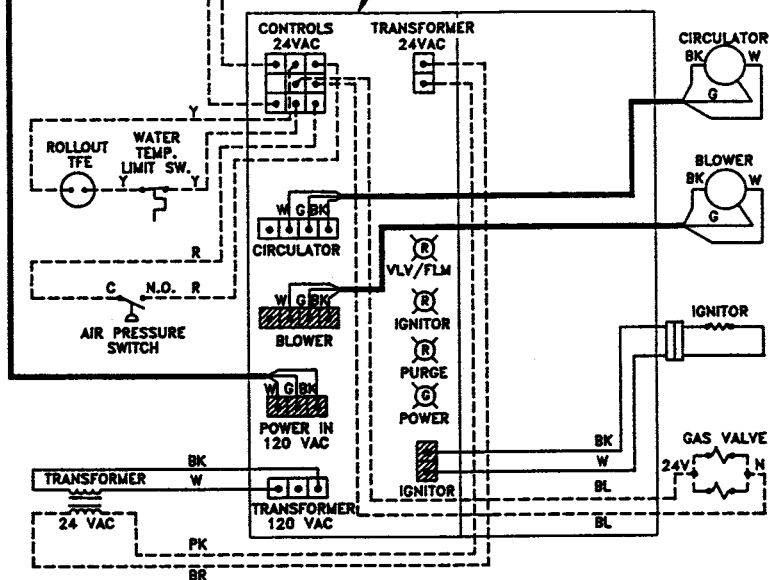 CONTROLS
24VAC
TRANSFORMER
24VAC
CIRCULATOR
BK W
G
Y
ROLLOUT
TFE
WATER
TEMP.
LIMIT SW.
Y Y
BLOWER
BK W
G
W G BK
CIRCULATOR
R
VLV/FLM
R
C N.O. R
AIR PRESSURE
SWITCH
W G BK
BLOWER
R
IGNITOR
IGNITOR
R
PURGE
G
POWER
W G BK
POWER IN
120 VAC
BK
W
IGNITOR
GAS VALVE
24V N
BK
TRANSFORMER W
24 VAC
TRANSFORMER
120 VAC
BL
BL
PK
BR